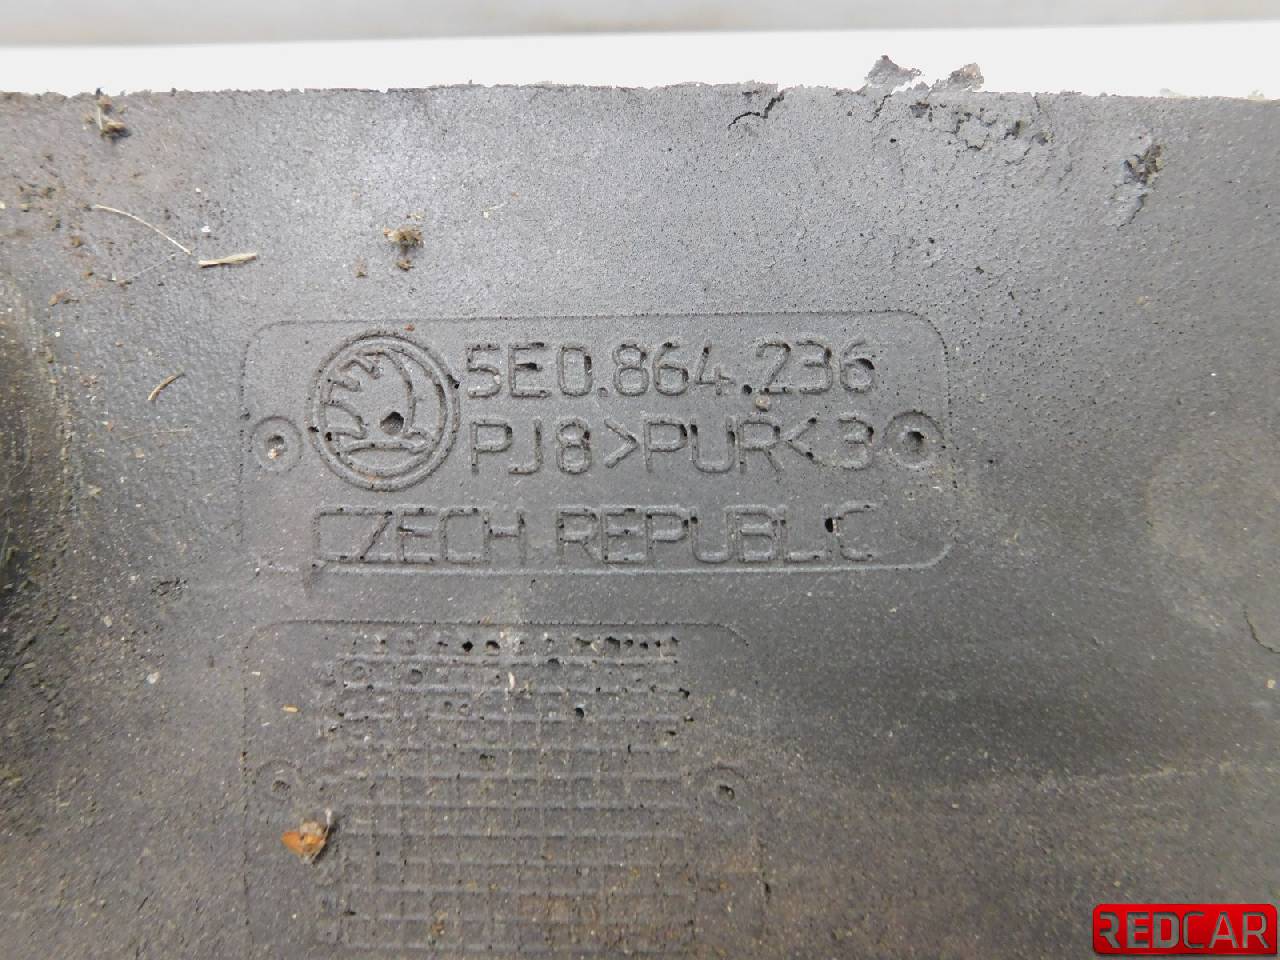 5E0.864.236
PJ8>PUR<3
CZECH REPUBLIC
REDCAR